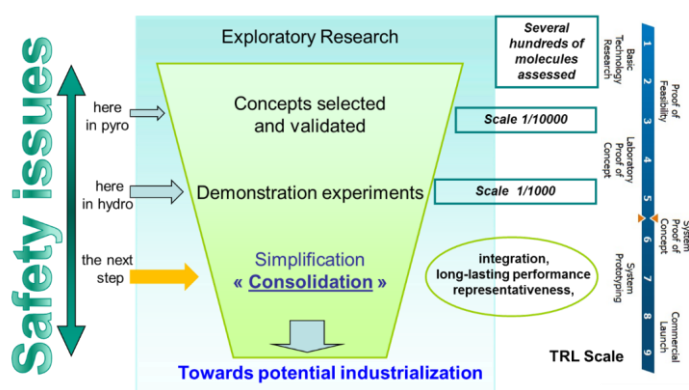 Safety issues
Exploratory Research
Several
hundreds of
molecules
assessed
here
in pyro
Concepts selected
and validated
Scale 1/10000
here
in hydro
Demonstration experiments
Scale 1/1000
the next
step
Simplification
« Consolidation »
integration,
long-lasting performance
representativeness,
Towards potential industrialization
TRL Scale
Basic
Technology
Research
Proof of
Feasibility
Laboratory
Proof of
Concept
System
Proof of
Concept
System
Prototyping
Commercial
Launch
1
2
3
4
5
6
7
8
9